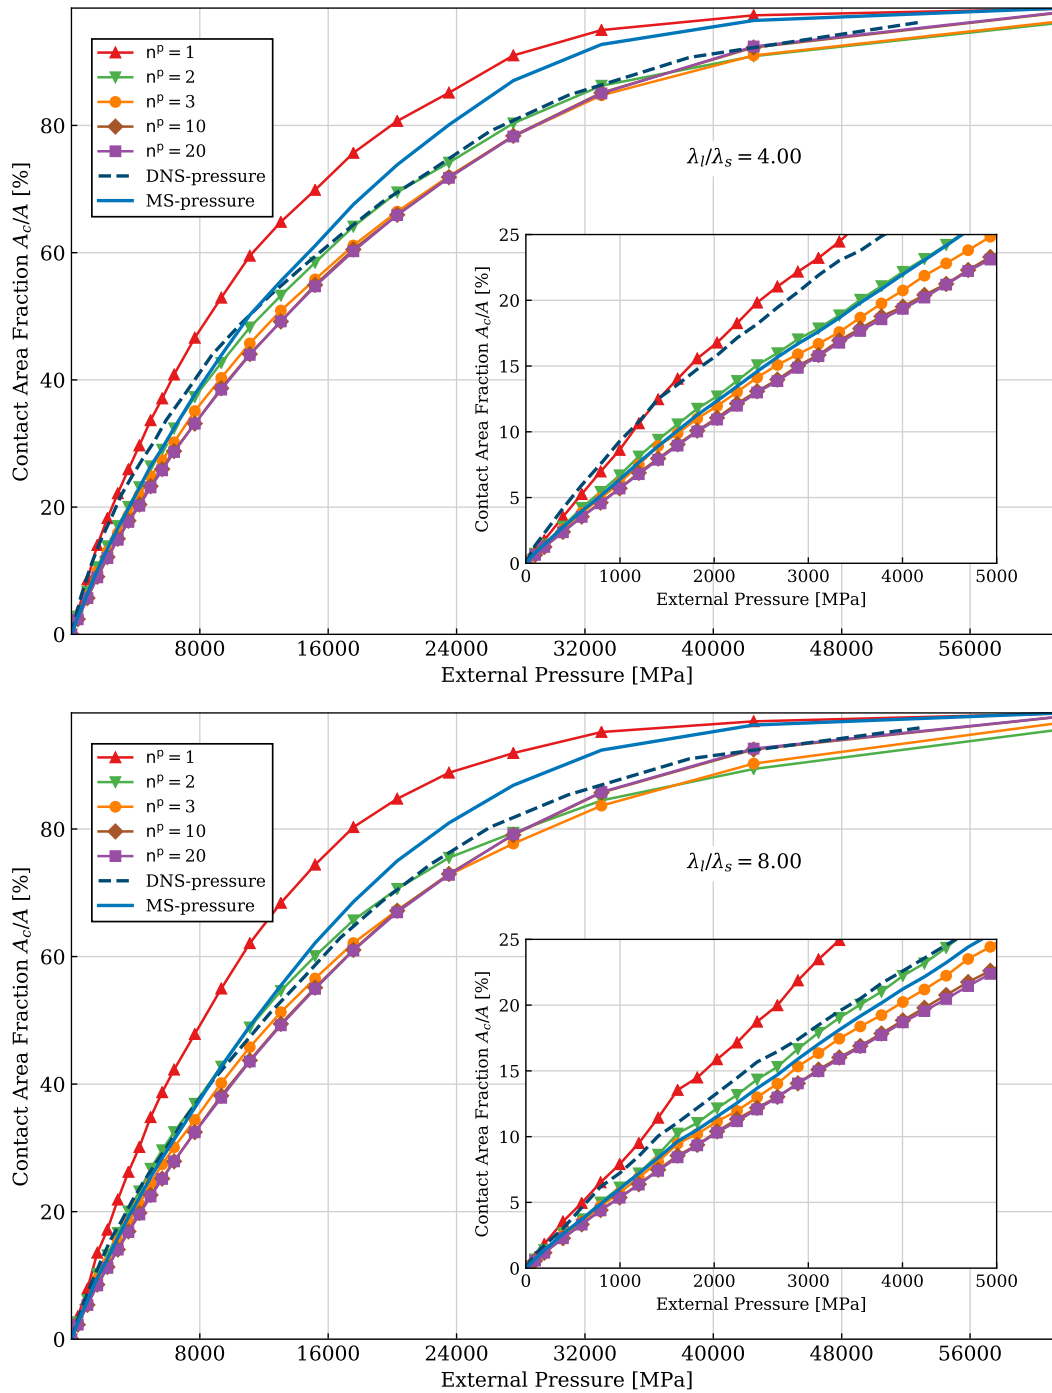 Contact Area Fraction A_c/A [%]
80
60
40
20
0
n^p = 1
n^p = 2
n^p = 3
n^p = 10
n^p = 20
DNS-pressure
MS-pressure
λ_l/λ_s = 4.00
Contact Area Fraction A_c/A [%]
25
20
15
10
5
0
0 1000 2000 3000 4000 5000
External Pressure [MPa]
8000 16000 24000 32000 40000 48000 56000
External Pressure [MPa]
Contact Area Fraction A_c/A [%]
80
60
40
20
0
n^p = 1
n^p = 2
n^p = 3
n^p = 10
n^p = 20
DNS-pressure
MS-pressure
λ_l/λ_s = 8.00
Contact Area Fraction A_c/A [%]
25
20
15
10
5
0
0 1000 2000 3000 4000 5000
External Pressure [MPa]
8000 16000 24000 32000 40000 48000 56000
External Pressure [MPa]